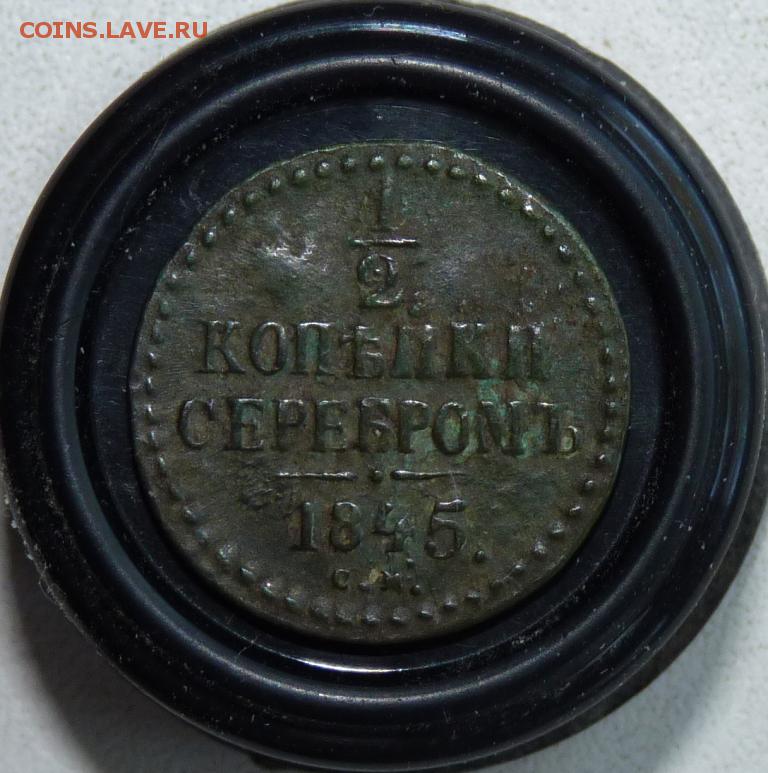 COINS.LAVE.RU
1
2.
КОПѢЙКИ
СЕРЕБРОМЪ
1845.
С.М.